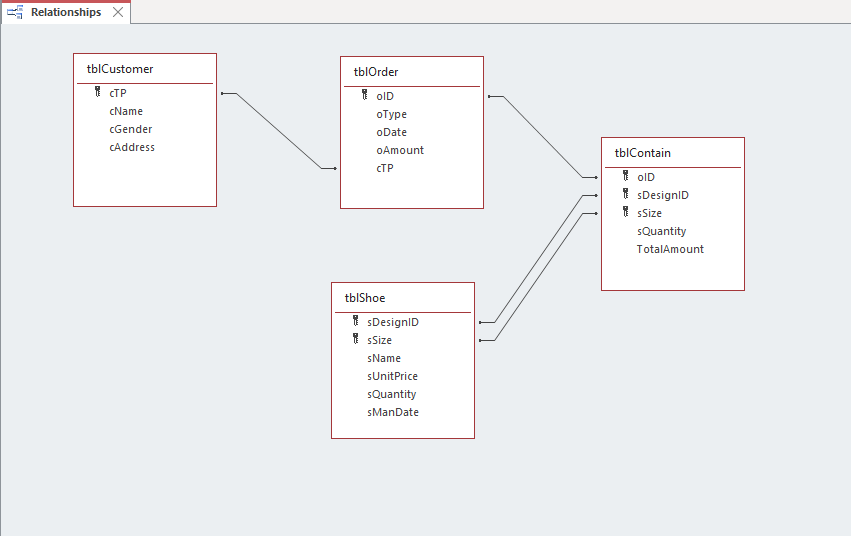 Relationships
tblCustomer
cTP
cName
cGender
cAddress
tblOrder
oID
oType
oDate
oAmount
cTP
tblContain
oID
sDesignID
sSize
sQuantity
TotalAmount
tblShoe
sDesignID
sSize
sName
sUnitPrice
sQuantity
sManDate